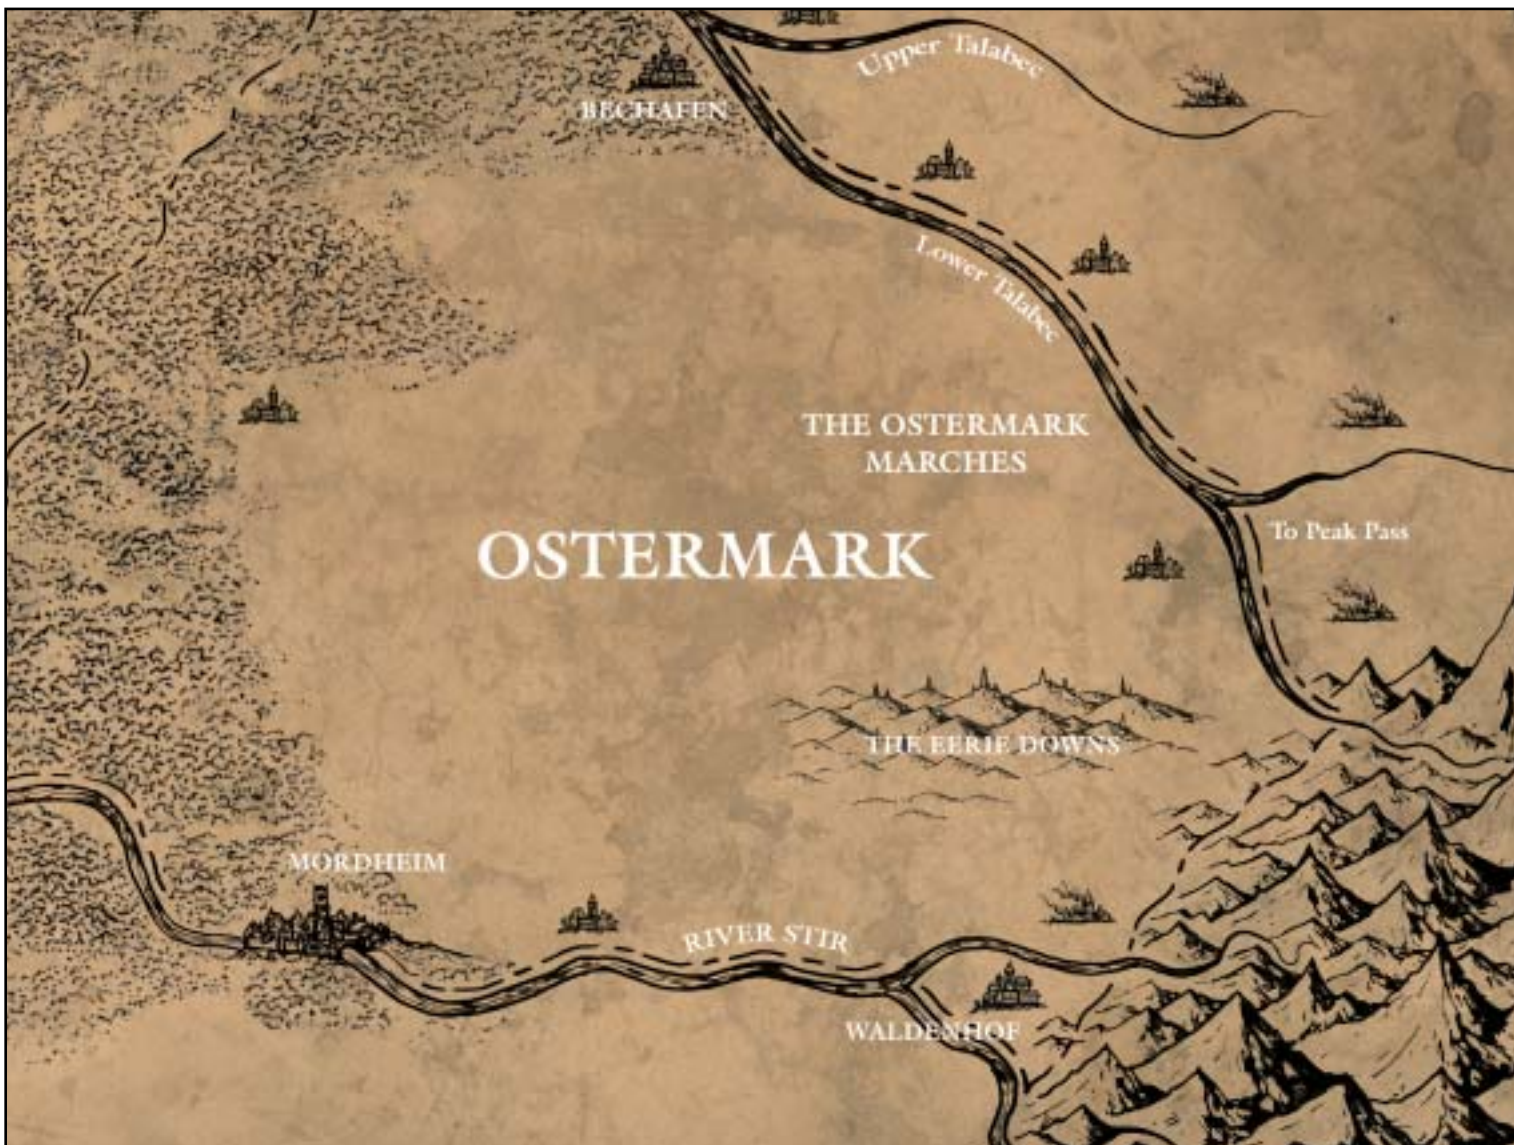 Upper Talabec
BECHAFEN
Lower Talabec
THE OSTERMARK
MARCHES
OSTERMARK
To Peak Pass
THE EERIE DOWNS
MORDHEIM
RIVER STIR
WALDENHOF